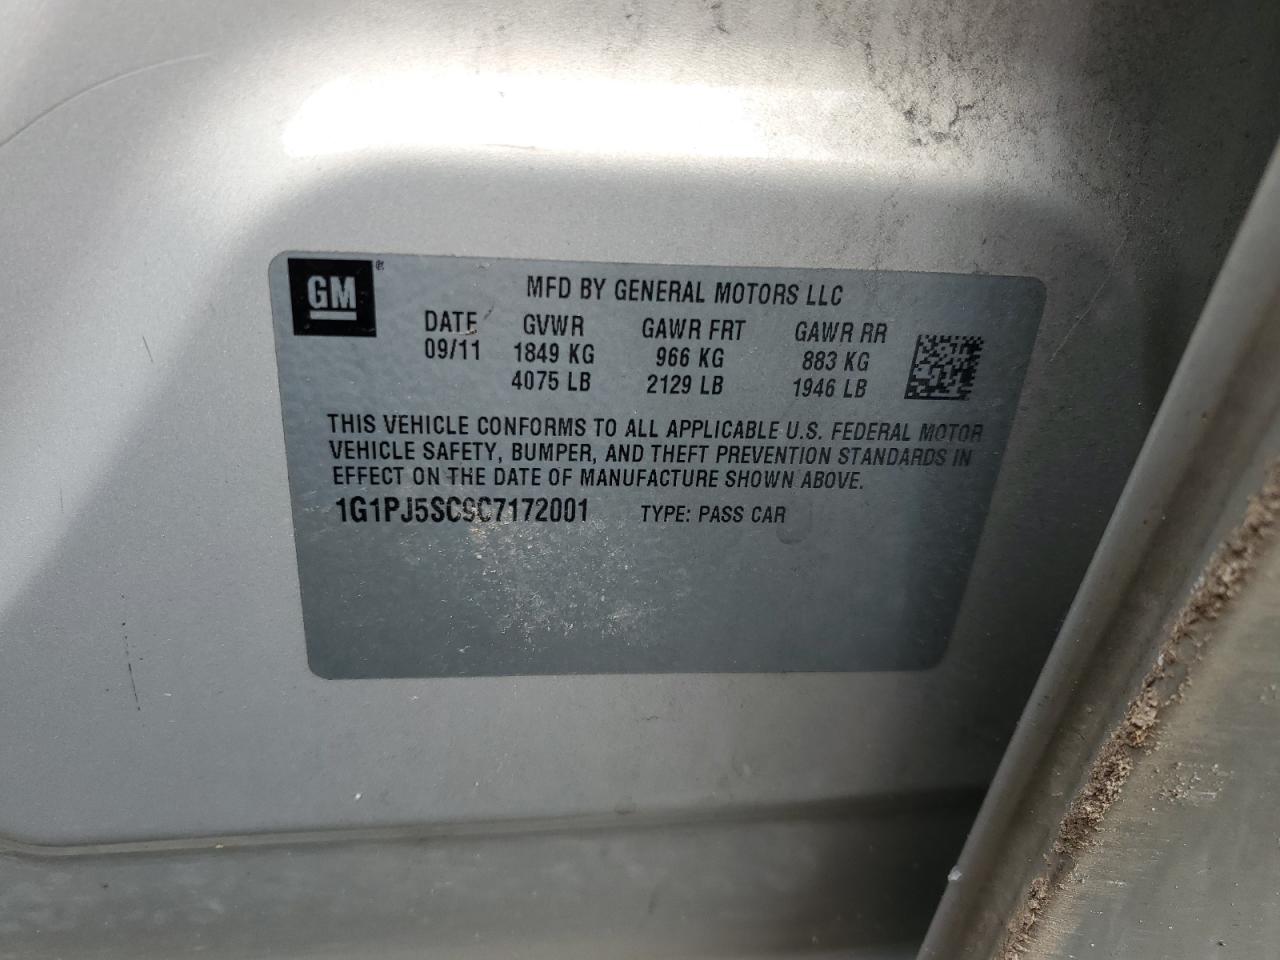 GM ®
MFD BY GENERAL MOTORS LLC
DATE GVWR GAWR FRT GAWR RR
09/11 1849 KG 966 KG 883 KG
4075 LB 2129 LB 1946 LB
THIS VEHICLE CONFORMS TO ALL APPLICABLE U.S. FEDERAL MOTOR
VEHICLE SAFETY, BUMPER, AND THEFT PREVENTION STANDARDS IN
EFFECT ON THE DATE OF MANUFACTURE SHOWN ABOVE.
1G1PJ5SC9C7172001 TYPE: PASS CAR